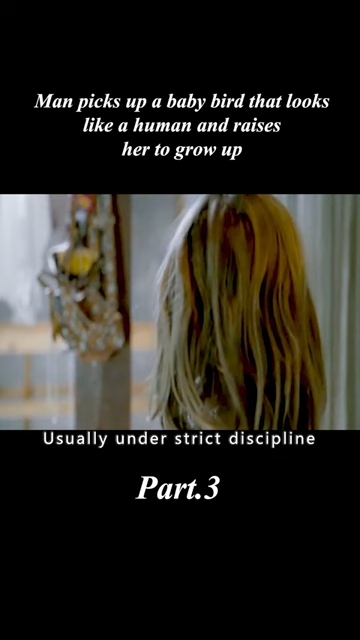 Man picks up a baby bird that looks
like a human and raises
her to grow up
Usually under strict discipline
Part.3